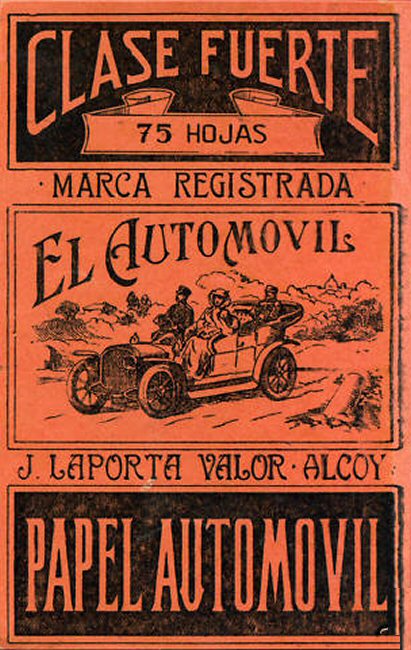 CLASE FUERTE
75 HOJAS
· MARCA REGISTRADA
EL AUTOMOVIL
J. LAPORTA VALOR · ALCOY
PAPEL AUTOMOVIL